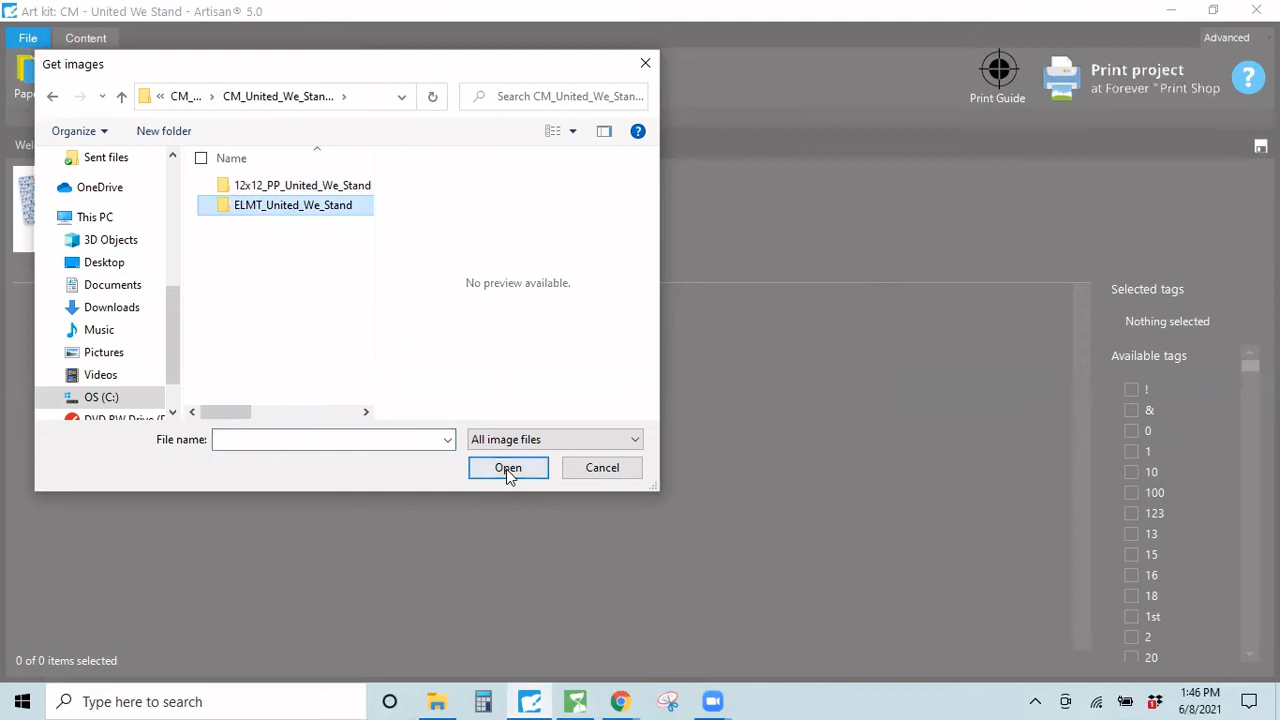 Art kit: CM - United We Stand - Artisan® 5.0
File
Content
Advanced
Get images
Print project
at Forever™ Print Shop
Print Guide
« CM_... › CM_United_We_Stan... ›
Search CM_United_We_Stan...
Organize
New folder
Sent files
OneDrive
This PC
3D Objects
Desktop
Documents
Downloads
Music
Pictures
Videos
OS (C:)
Name
12x12_PP_United_We_Stand
ELMT_United_We_Stand
No preview available.
File name:
All image files
Open
Cancel
Selected tags
Nothing selected
Available tags
!
&
0
1
10
100
123
13
15
16
18
1st
2
20
0 of 0 items selected
Type here to search
1:46 PM
6/8/2021